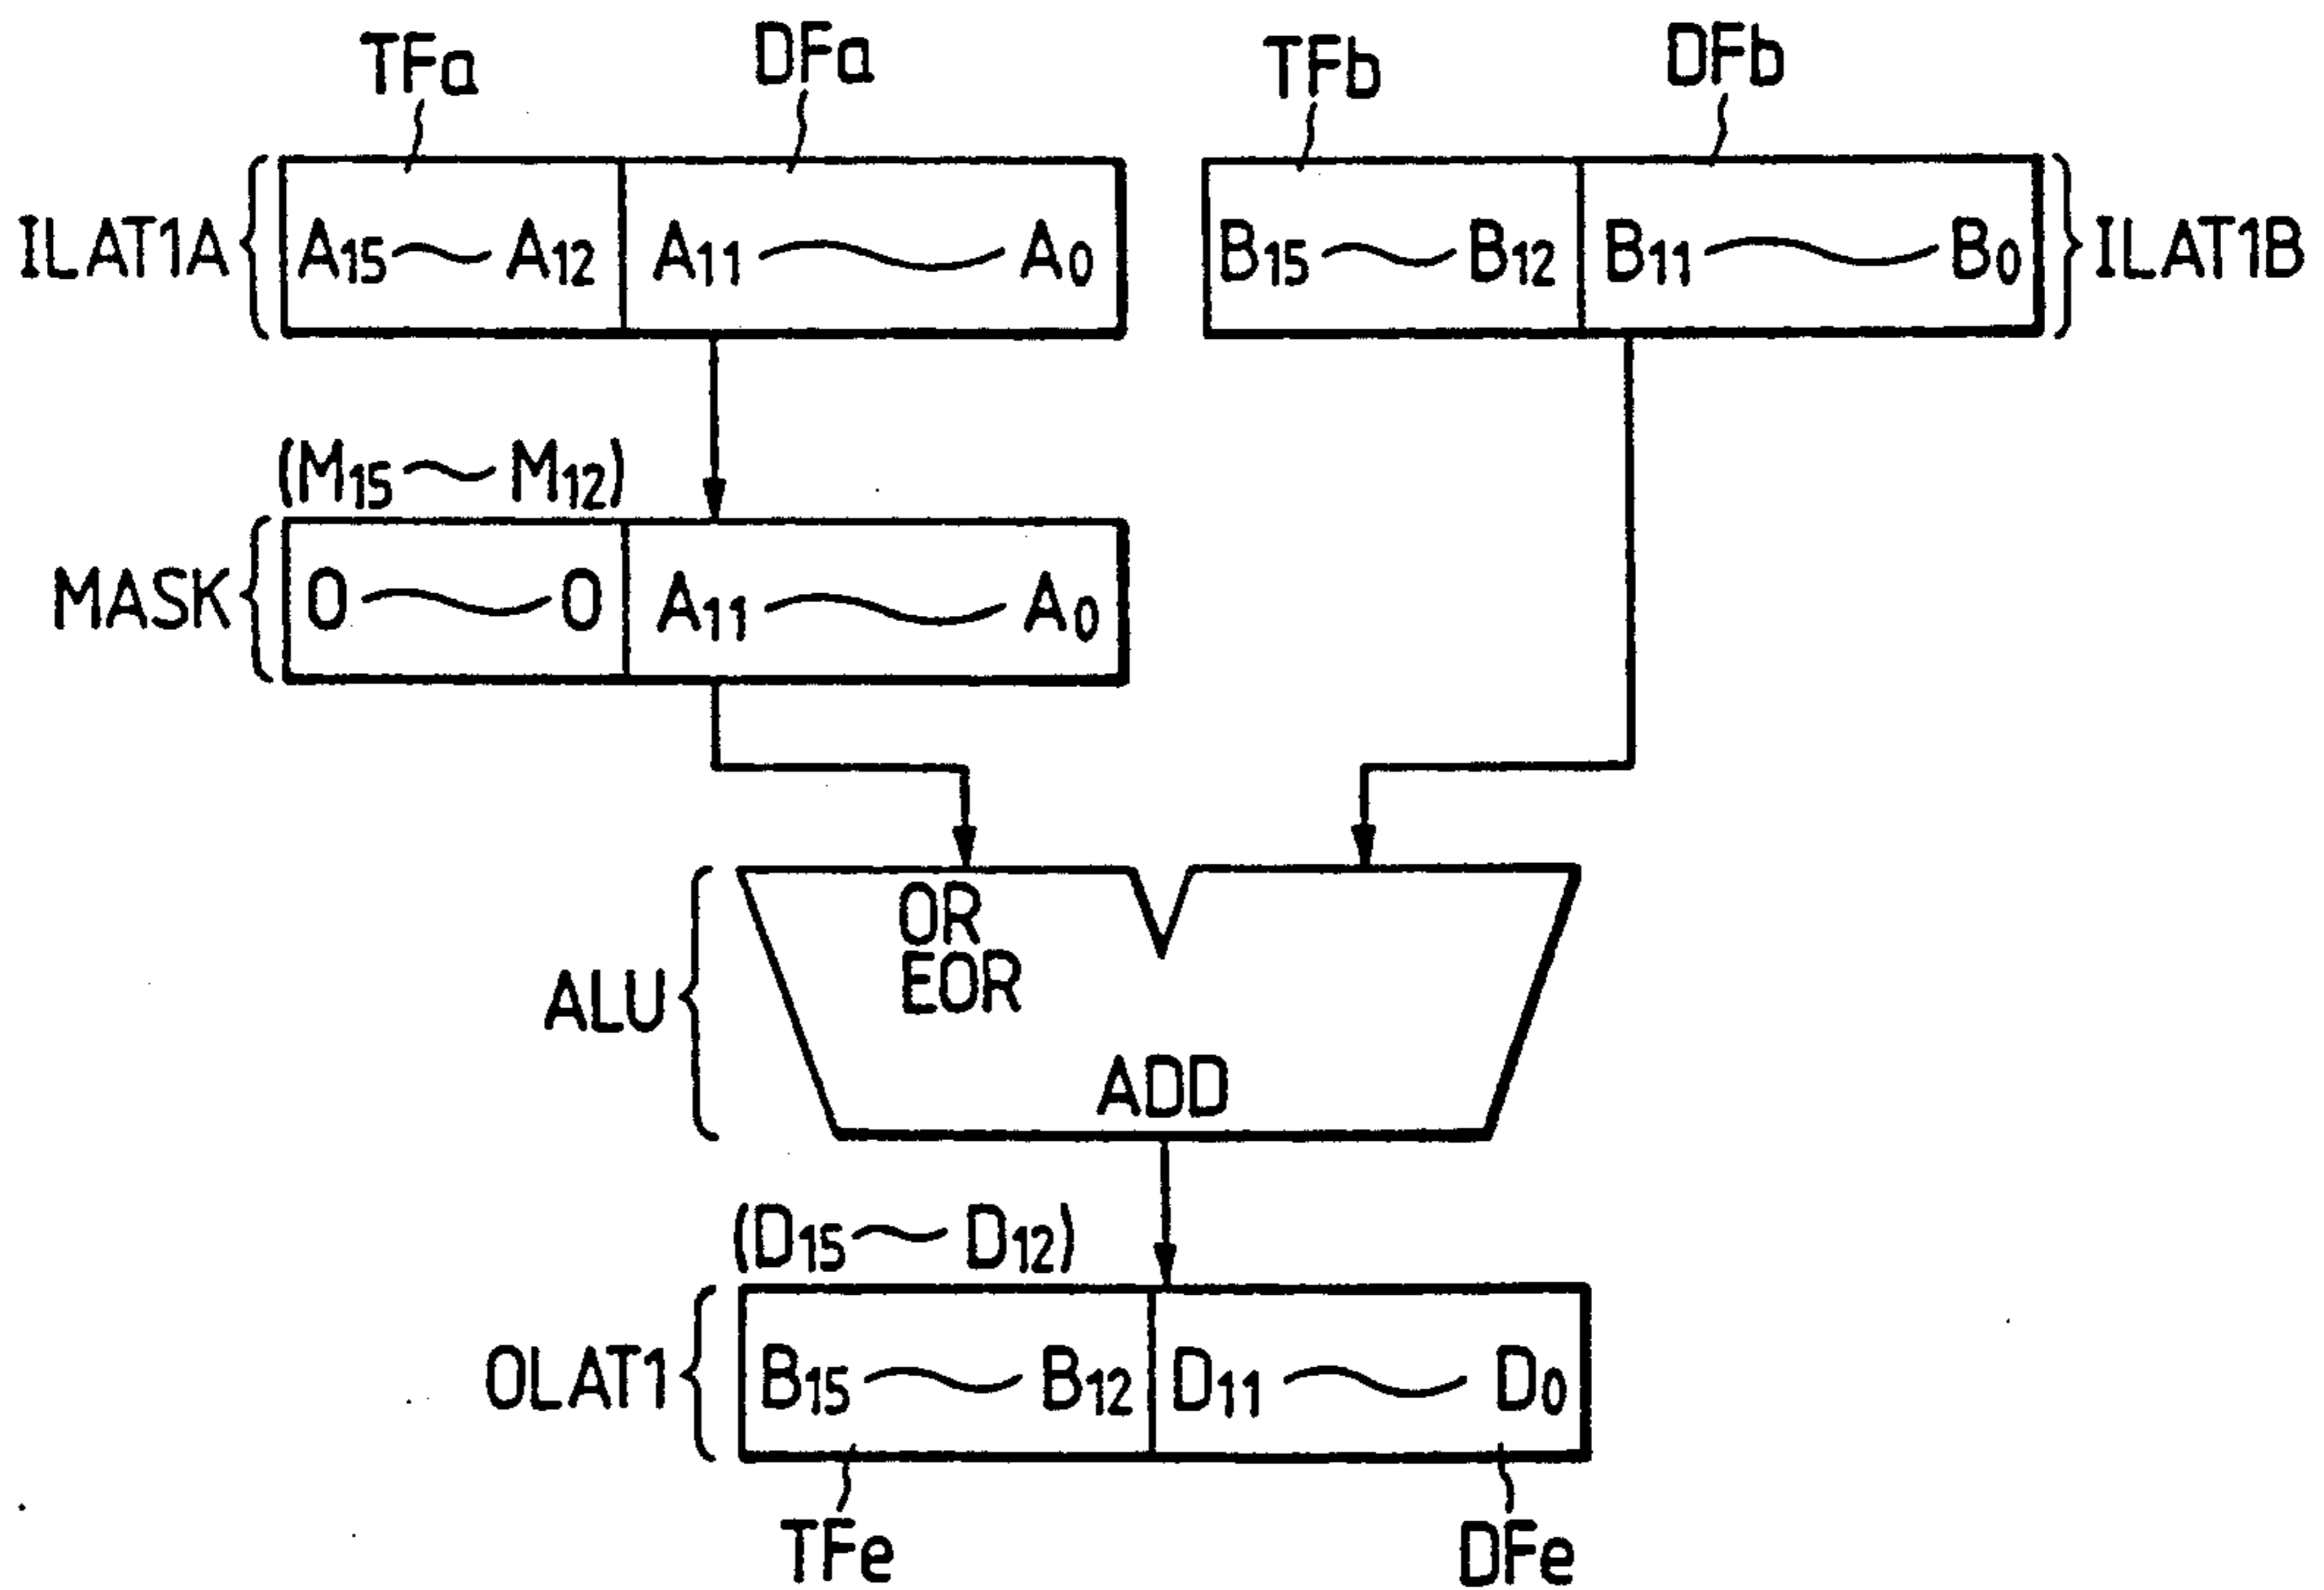 TFa DFa TFb DFb
ILAT1A A15 ~ A12 A11 ~ A0 B15 ~ B12 B11 ~ B0 ILAT1B
(M15 ~ M12)
MASK 0 ~ 0 A11 ~ A0
OR
EOR
ALU
ADD
(D15 ~ D12)
OLAT1 B15 ~ B12 D11 ~ D0
TFe DFe